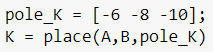 pole_K = [-6 -8 -10];
K = place(A,B,pole_K)